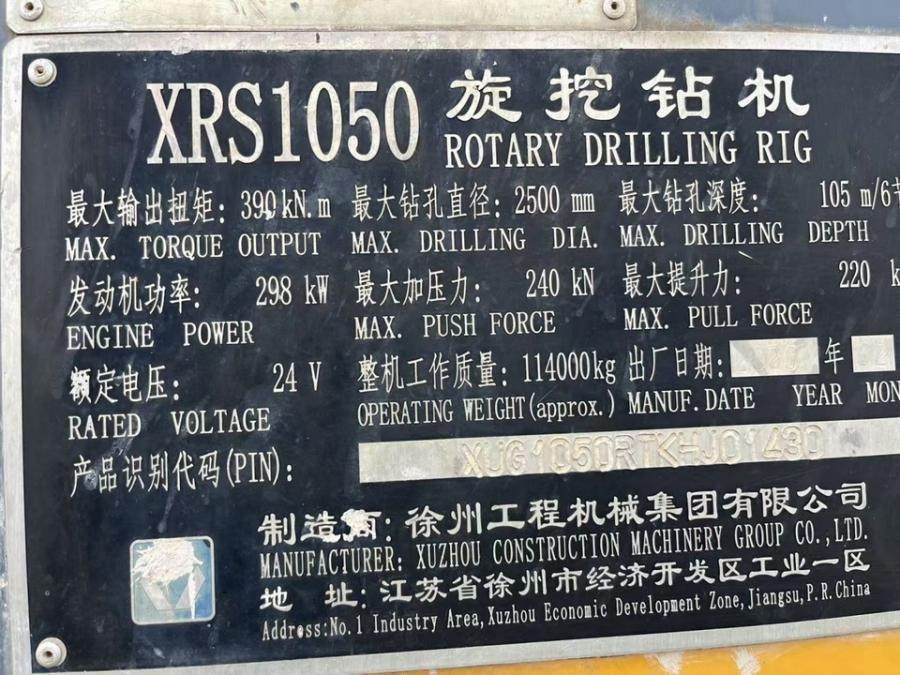 XRS1050 旋挖钻机
ROTARY DRILLING RIG
最大输出扭矩: 390 kN.m 最大钻孔直径: 2500 mm 最大钻孔深度: 105 m/6节
MAX. TORQUE OUTPUT MAX. DRILLING DIA. MAX. DRILLING DEPTH
发动机功率: 298 kW 最大加压力: 240 kN 最大提升力: 220 k
ENGINE POWER MAX. PUSH FORCE MAX. PULL FORCE
额定电压: 24 V 整机工作质量: 114000kg 出厂日期: 年
RATED VOLTAGE OPERATING WEIGHT(approx.) MANUF. DATE YEAR MON
产品识别代码(PIN): XUG1050RTKHJ01430
制造商: 徐州工程机械集团有限公司
MANUFACTURER: XUZHOU CONSTRUCTION MACHINERY GROUP CO., LTD.
地 址: 江苏省徐州市经济开发区工业一区
Address:No.1 Industry Area,Xuzhou Economic Development Zone,Jiangsu,P.R.China